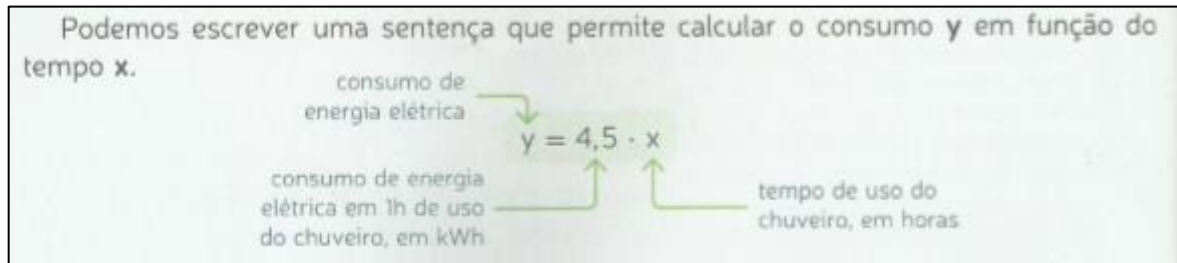 Podemos escrever uma sentença que permite calcular o consumo y em função do
tempo x.
consumo de
energia elétrica
y = 4,5 · x
consumo de energia
elétrica em 1h de uso
do chuveiro, em kWh
tempo de uso do
chuveiro, em horas